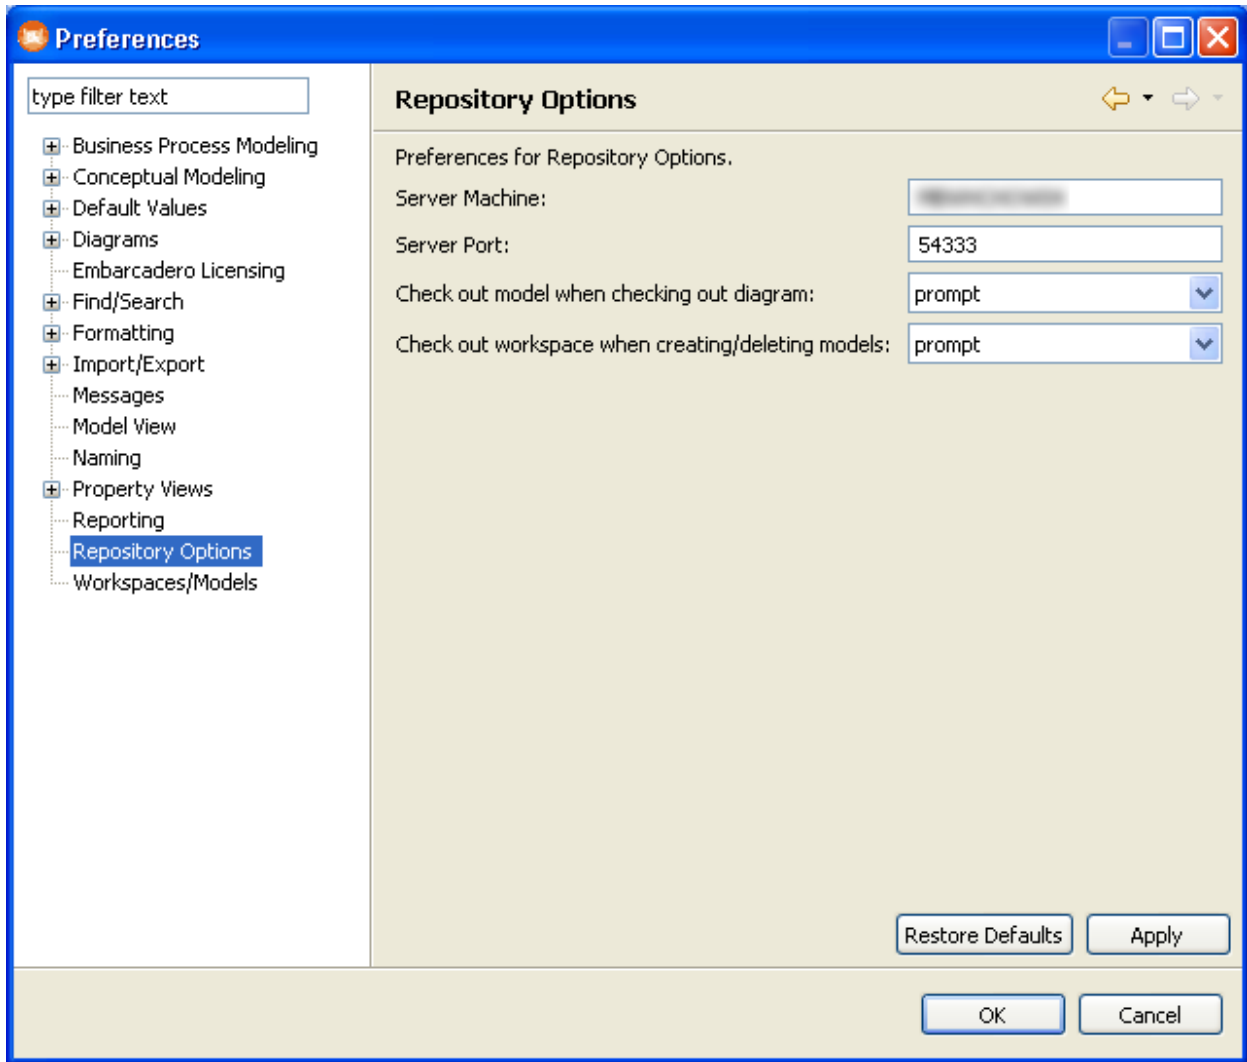 Preferences
type filter text
Business Process Modeling
Conceptual Modeling
Default Values
Diagrams
Embarcadero Licensing
Find/Search
Formatting
Import/Export
Messages
Model View
Naming
Property Views
Reporting
Repository Options
Workspaces/Models
Repository Options
Preferences for Repository Options.
Server Machine:
Server Port: 54333
Check out model when checking out diagram: prompt
Check out workspace when creating/deleting models: prompt
Restore Defaults Apply
OK Cancel